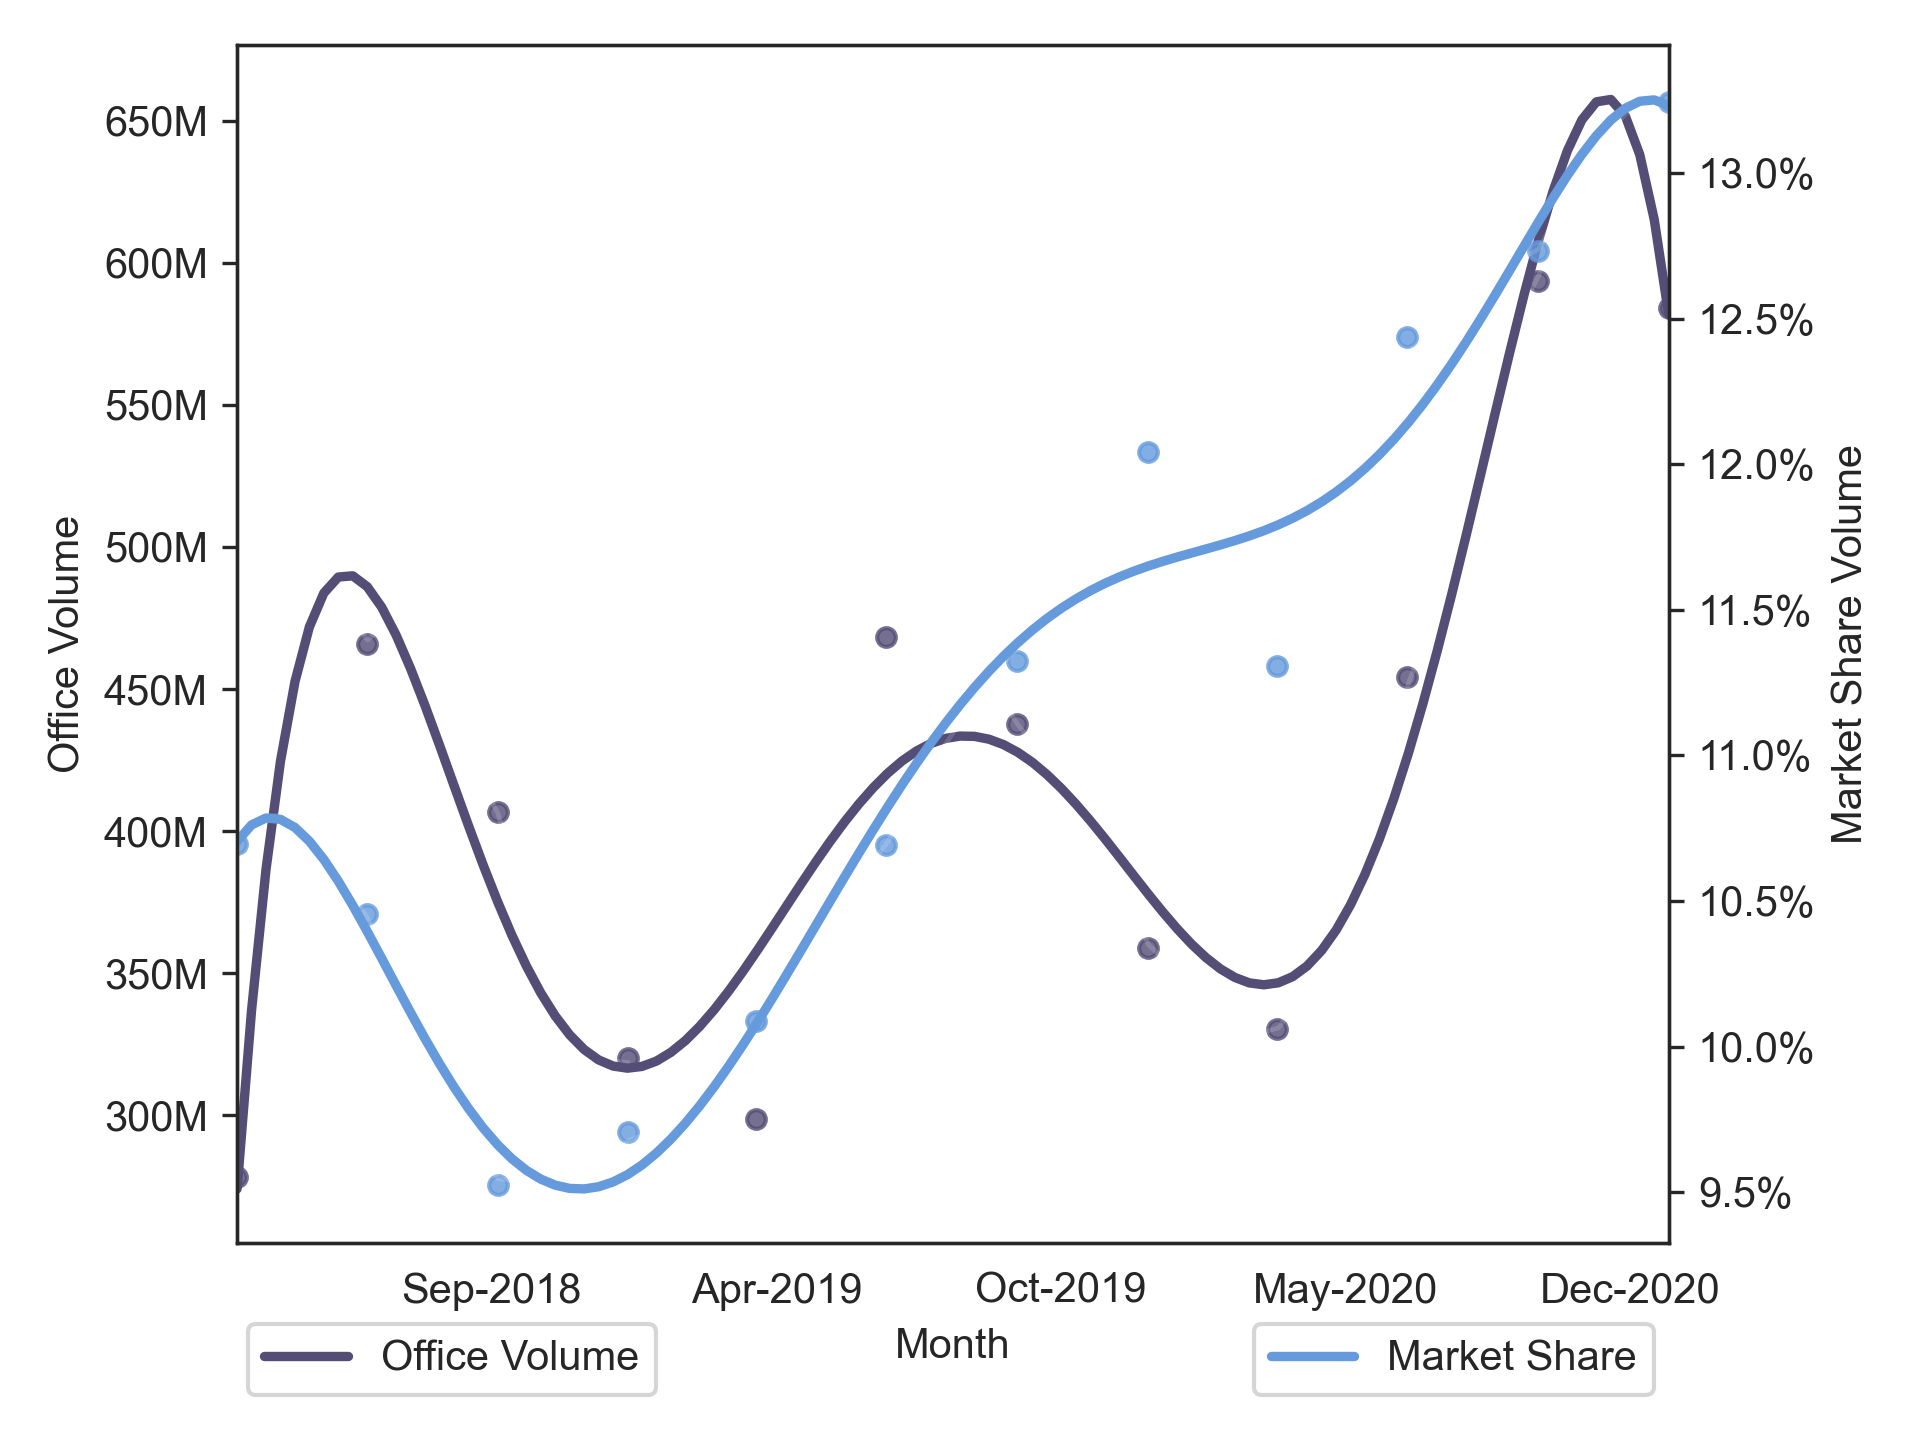 650M
600M
550M
500M
450M
400M
350M
300M
Office Volume
13.0%
12.5%
12.0%
11.5%
11.0%
10.5%
10.0%
9.5%
Market Share Volume
Sep-2018 Apr-2019 Oct-2019 May-2020 Dec-2020
Month
Office Volume
Market Share